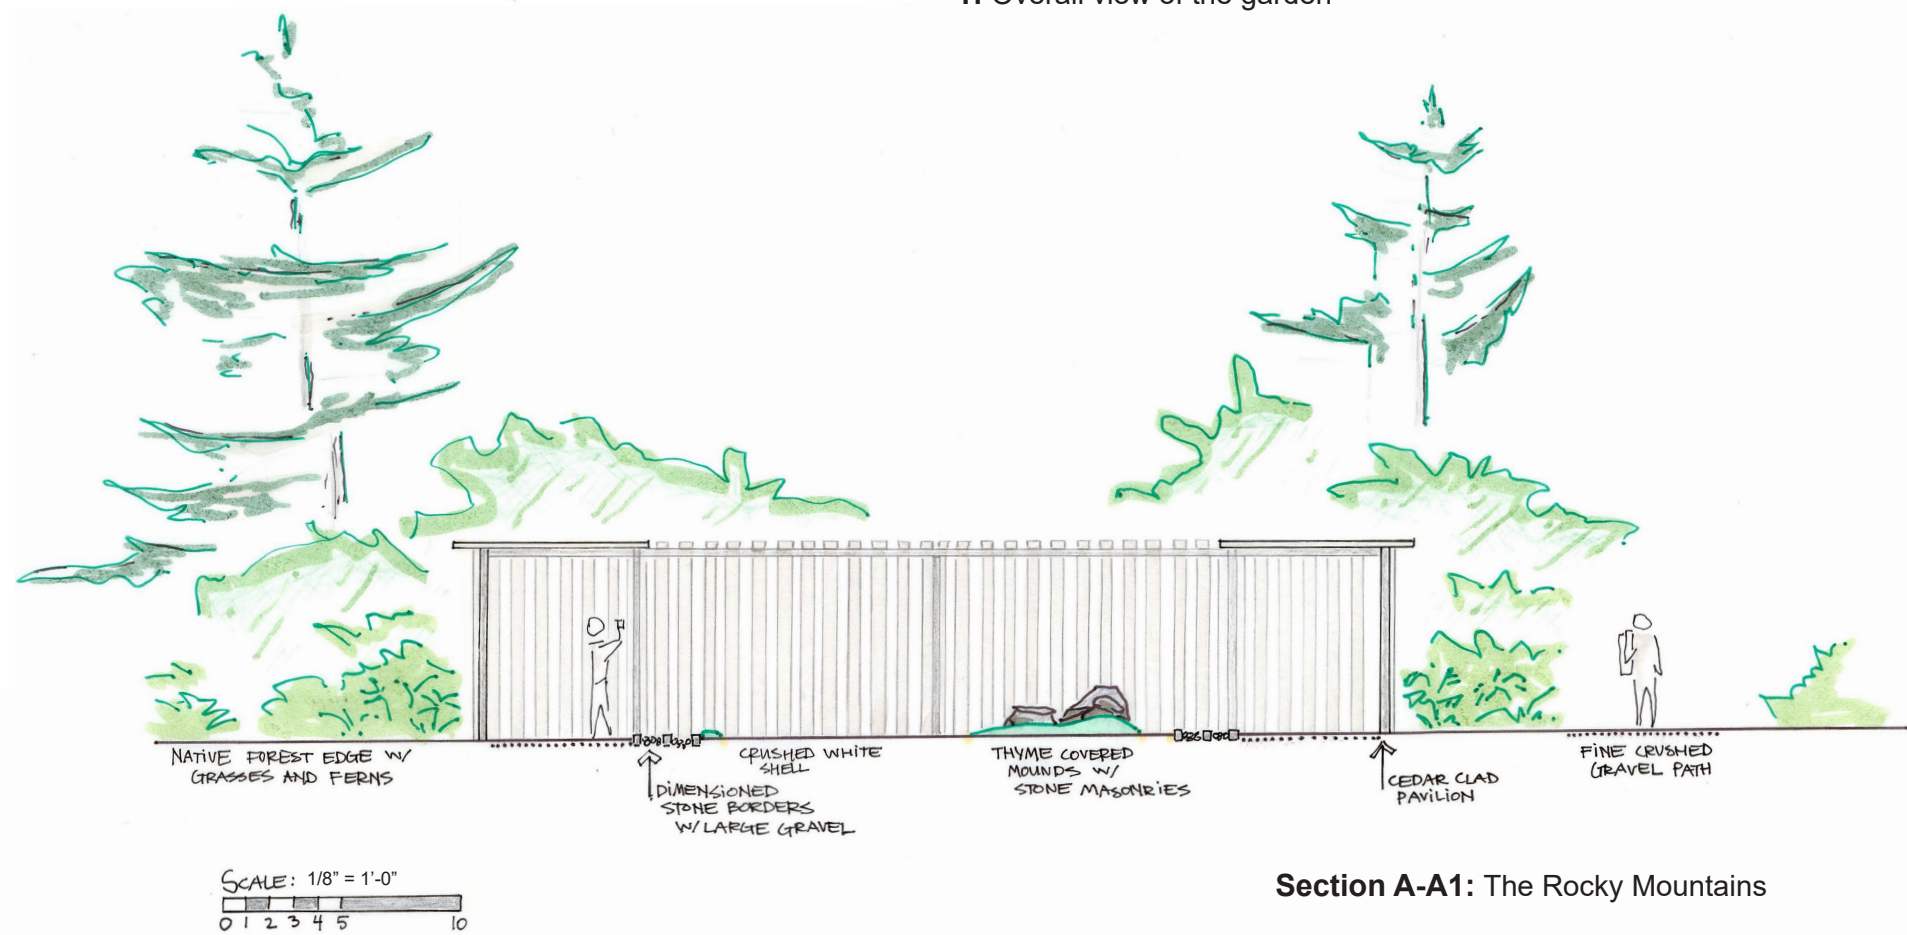 1. Overall view of the garden
NATIVE FOREST EDGE W/
GRASSES AND FERNS
DIMENSIONED
STONE BORDERS
W/LARGE GRAVEL
CRUSHED WHITE
SHELL
THYME COVERED
MOUNDS W/
STONE MASONRIES
CEDAR CLAD
PAVILION
FINE CRUSHED
GRAVEL PATH
SCALE: 1/8” = 1’-0”
0 1 2 3 4 5 10
Section A-A1: The Rocky Mountains